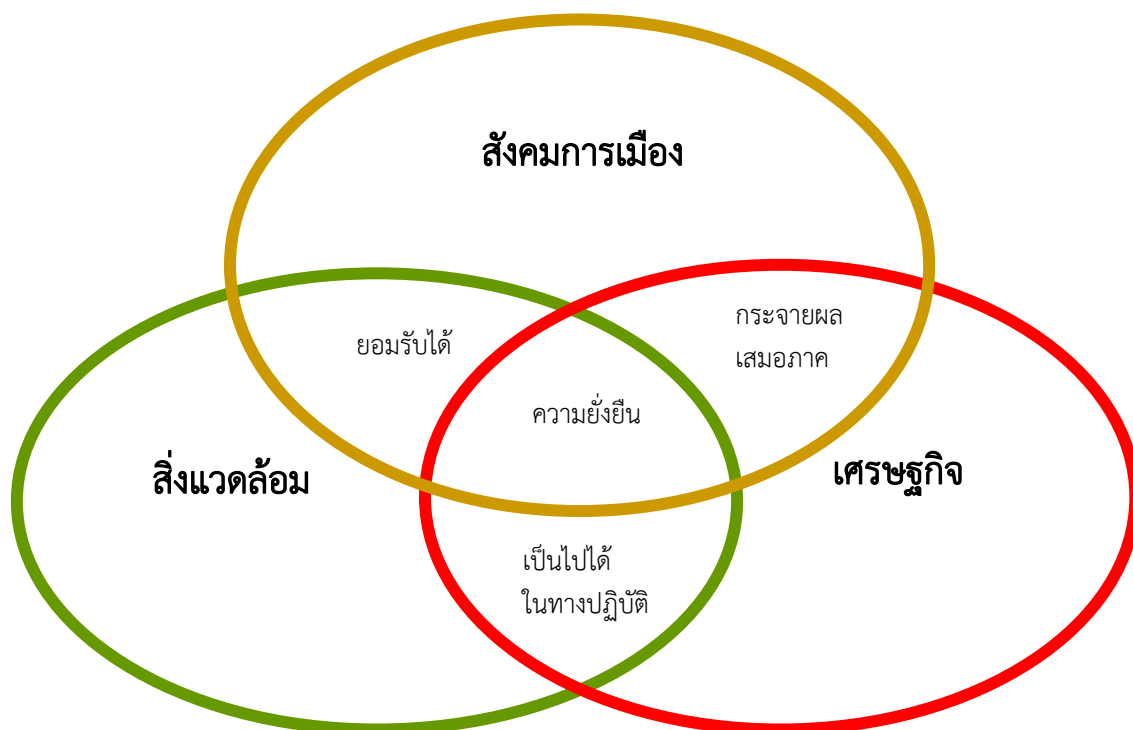 สังคมการเมือง
กระจายผล
เสมอภาค
ยอมรับได้
ความยั่งยืน
สิ่งแวดล้อม
เศรษฐกิจ
เป็นไปได้
ในทางปฏิบัติ